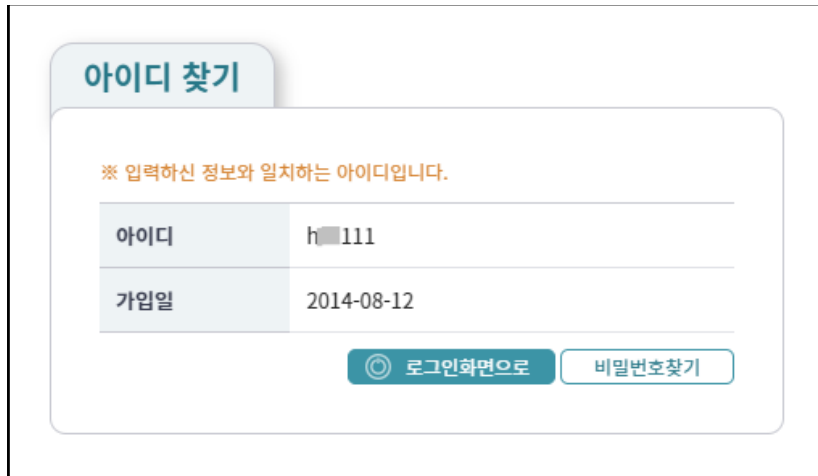 아이디 찾기
※ 입력하신 정보와 일치하는 아이디입니다.
아이디
가입일 2014-08-12
로그인화면으로 비밀번호찾기